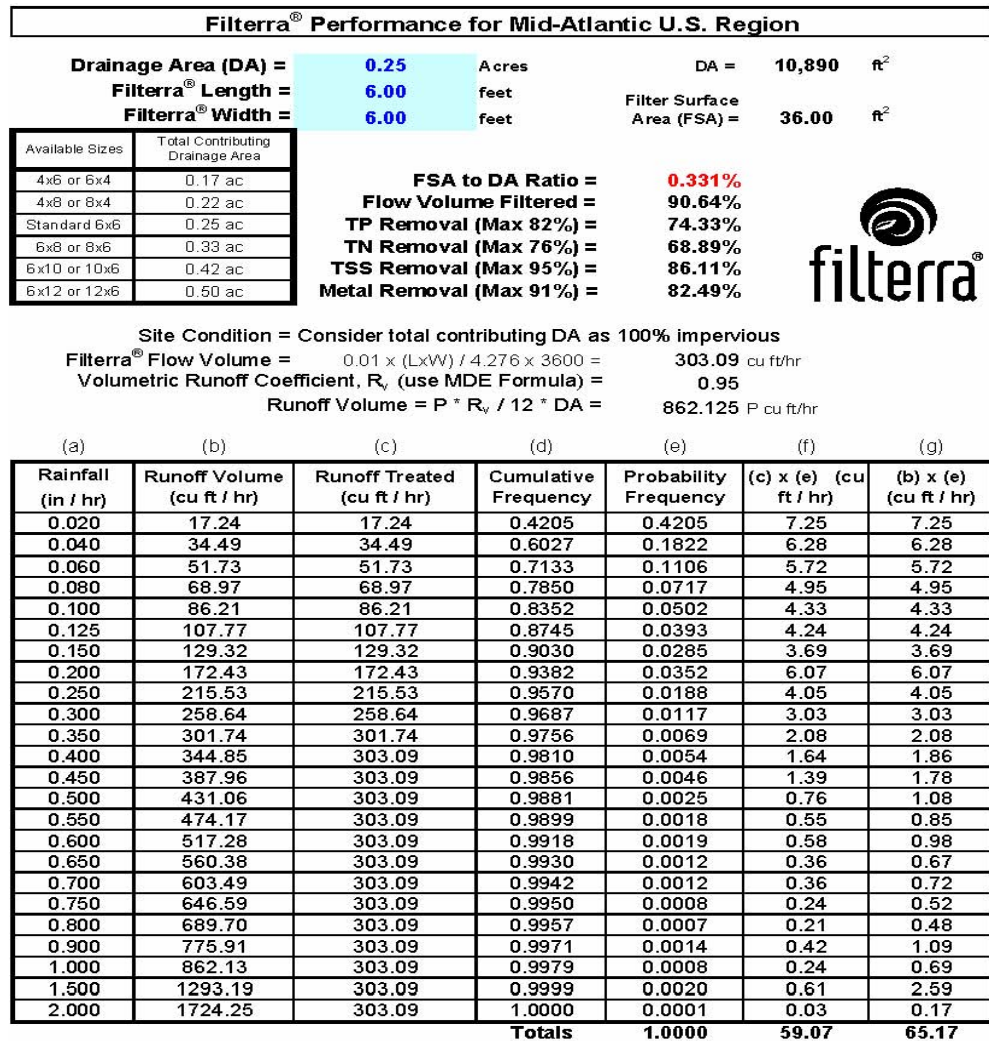 Filterra® Performance for Mid-Atlantic U.S. Region
Drainage Area (DA) = 0.25 Acres DA = 10,890 ft²
Filterra® Length = 6.00 feet
Filterra® Width = 6.00 feet Filter Surface Area (FSA) = 36.00 ft²
Available Sizes Total Contributing Drainage Area
4x6 or 6x4 0.17 ac
4x8 or 8x4 0.22 ac
Standard 6x6 0.25 ac
6x8 or 8x6 0.33 ac
6x10 or 10x6 0.42 ac
6x12 or 12x6 0.50 ac
FSA to DA Ratio = 0.331%
Flow Volume Filtered = 90.64%
TP Removal (Max 82%) = 74.33%
TN Removal (Max 76%) = 68.89%
TSS Removal (Max 95%) = 86.11%
Metal Removal (Max 91%) = 82.49%
filterra®
Site Condition = Consider total contributing DA as 100% impervious
Filterra® Flow Volume = 0.01 x (LxW) / 4.276 x 3600 = 303.09 cu ft/hr
Volumetric Runoff Coefficient, Rv (use MDE Formula) = 0.95
Runoff Volume = P * Rv / 12 * DA = 862.125 P cu ft/hr
(a) (b) (c) (d) (e) (f) (g)
Rainfall (in / hr) Runoff Volume (cu ft / hr) Runoff Treated (cu ft / hr) Cumulative Frequency Probability Frequency (c) x (e) (cu ft / hr) (b) x (e) (cu ft / hr)
0.020 17.24 17.24 0.4205 0.4205 7.25 7.25
0.040 34.49 34.49 0.6027 0.1822 6.28 6.28
0.060 51.73 51.73 0.7133 0.1106 5.72 5.72
0.080 68.97 68.97 0.7850 0.0717 4.95 4.95
0.100 86.21 86.21 0.8352 0.0502 4.33 4.33
0.125 107.77 107.77 0.8745 0.0393 4.24 4.24
0.150 129.32 129.32 0.9030 0.0285 3.69 3.69
0.200 172.43 172.43 0.9382 0.0352 6.07 6.07
0.250 215.53 215.53 0.9570 0.0188 4.05 4.05
0.300 258.64 258.64 0.9687 0.0117 3.03 3.03
0.350 301.74 301.74 0.9756 0.0069 2.08 2.08
0.400 344.85 303.09 0.9810 0.0054 1.64 1.86
0.450 387.96 303.09 0.9856 0.0046 1.39 1.78
0.500 431.06 303.09 0.9881 0.0025 0.76 1.08
0.550 474.17 303.09 0.9899 0.0018 0.55 0.85
0.600 517.28 303.09 0.9918 0.0019 0.58 0.98
0.650 560.38 303.09 0.9930 0.0012 0.36 0.67
0.700 603.49 303.09 0.9942 0.0012 0.36 0.72
0.750 646.59 303.09 0.9950 0.0008 0.24 0.52
0.800 689.70 303.09 0.9957 0.0007 0.21 0.48
0.900 775.91 303.09 0.9971 0.0014 0.42 1.09
1.000 862.13 303.09 0.9979 0.0008 0.24 0.69
1.500 1293.19 303.09 0.9999 0.0020 0.61 2.59
2.000 1724.25 303.09 1.0000 0.0001 0.03 0.17
Totals 1.0000 59.07 65.17